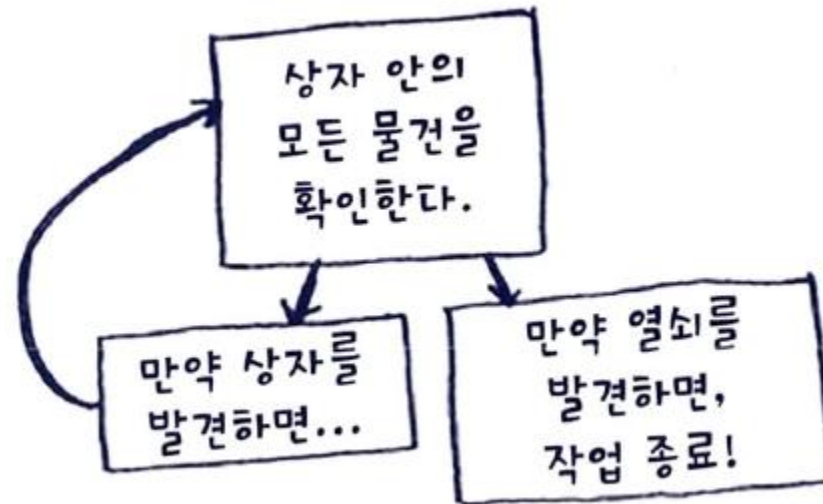 상자 안의
모든 물건을
확인한다.
만약 상자를
발견하면...
만약 열쇠를
발견하면,
작업 종료!